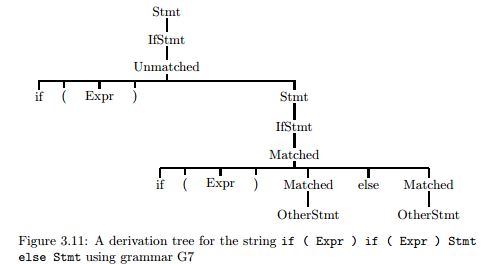 Stmt
IfStmt
Unmatched
if ( Expr ) Stmt
IfStmt
Matched
if ( Expr ) Matched else Matched
OtherStmt OtherStmt
Figure 3.11: A derivation tree for the string if ( Expr ) if ( Expr ) Stmt
else Stmt using grammar G7